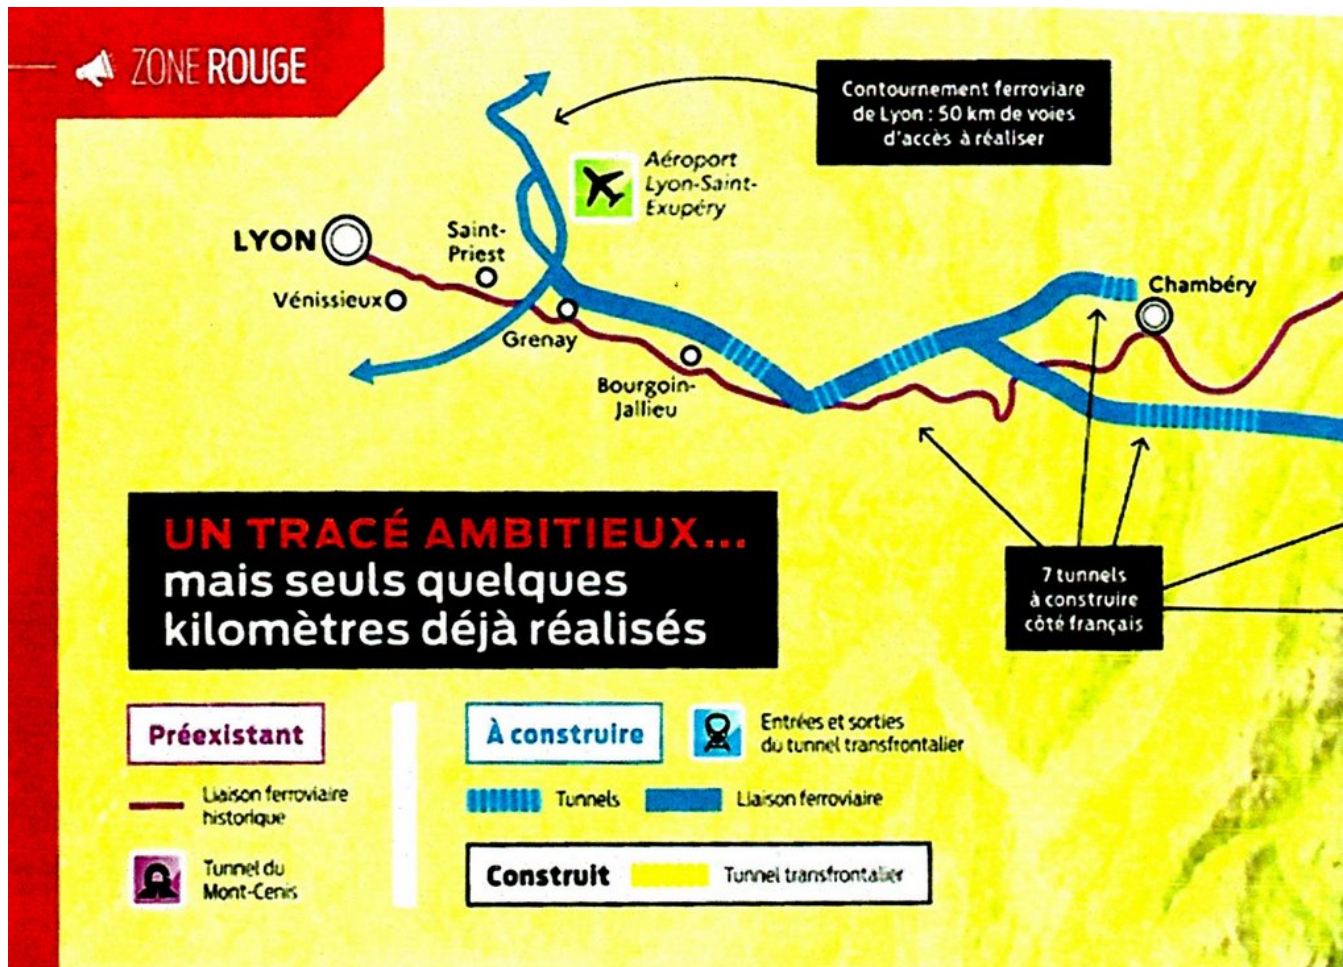 ZONE ROUGE
Contournement ferroviare
de Lyon : 50 km de voies
d'accès à réaliser
Aéroport
Lyon-Saint-
Exupéry
LYON
Saint-
Priest
Vénissieux
Grenay
Bourgoin-
Jallieu
Chambéry
7 tunnels
à construire
côté français
UN TRACÉ AMBITIEUX...
mais seuls quelques
kilomètres déjà réalisés
Préexistant
Liaison ferroviaire
historique
Tunnel du
Mont-Cenis
À construire
Entrées et sorties
du tunnel transfrontalier
Tunnels
Liaison ferroviaire
Construit
Tunnel transfrontalier